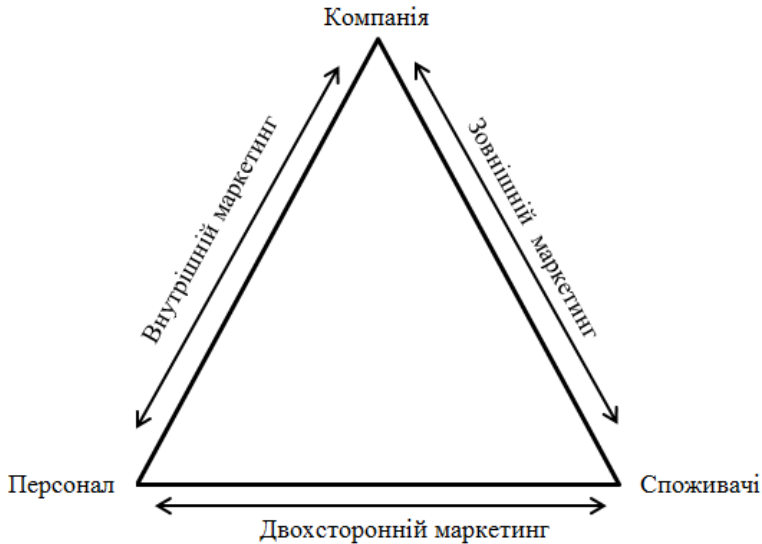 Компанія
Внутрішній маркетинг
Зовнішній маркетинг
Персонал
Споживачі
Двохсторонній маркетинг